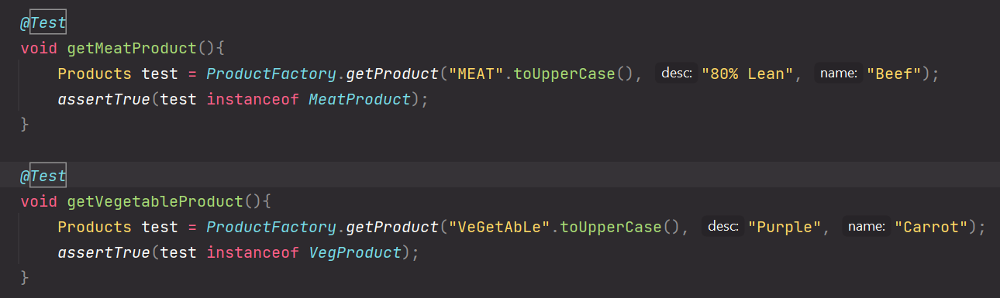 @Test
void getMeatProduct(){
Products test = ProductFactory.getProduct("MEAT".toUpperCase(), desc: "80% Lean", name: "Beef");
assertTrue(test instanceof MeatProduct);
}
@Test
void getVegetableProduct(){
Products test = ProductFactory.getProduct("VeGetAbLe".toUpperCase(), desc: "Purple", name: "Carrot");
assertTrue(test instanceof VegProduct);
}